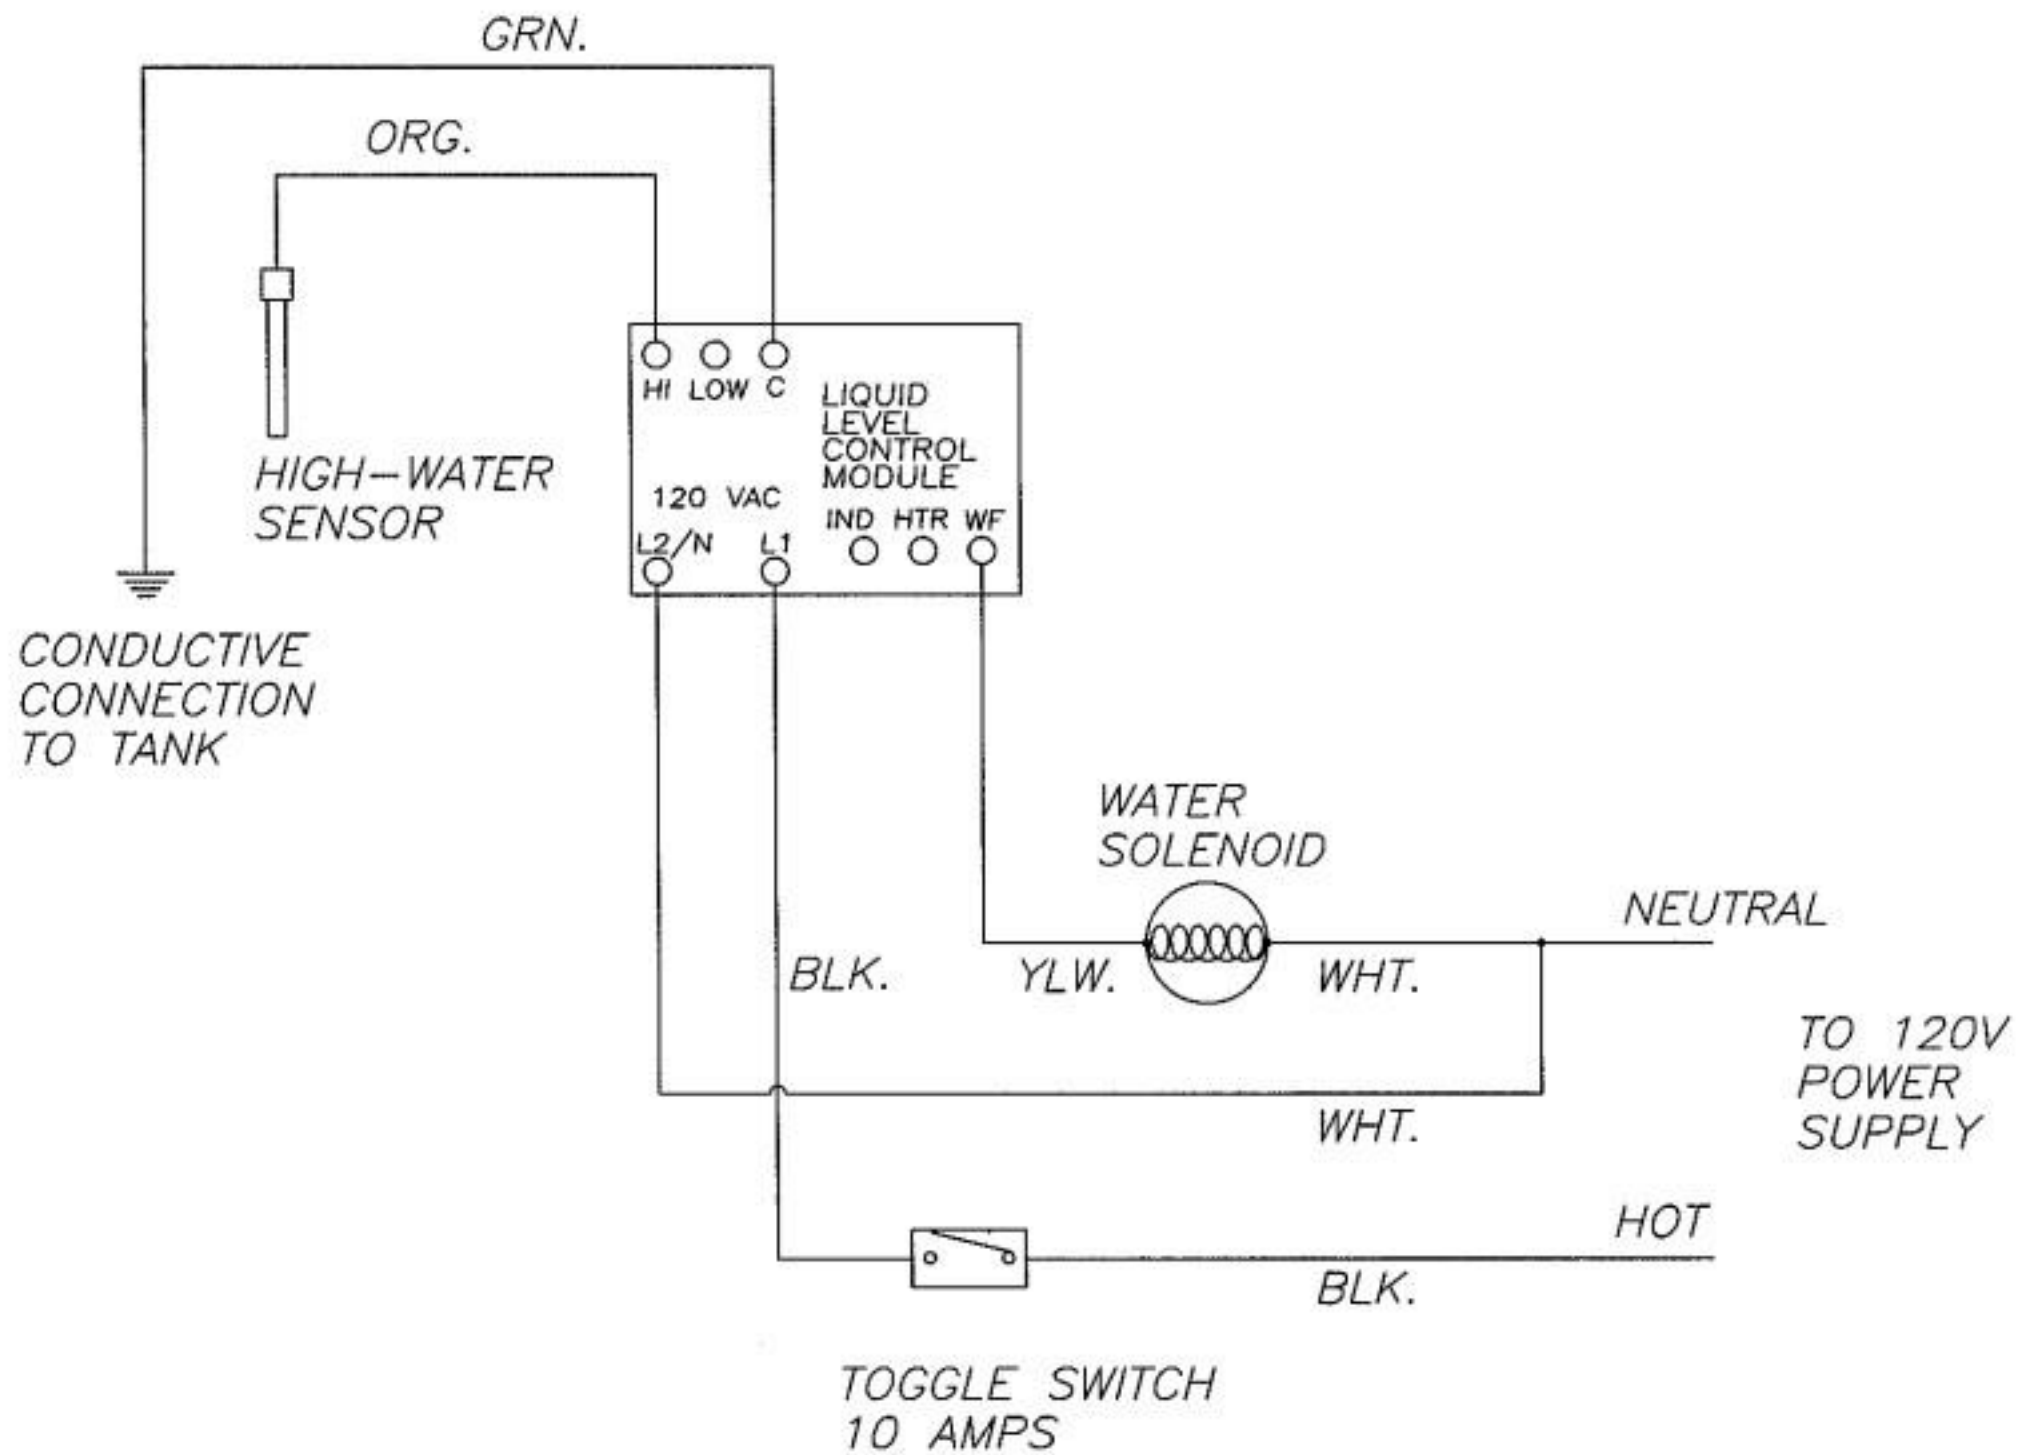 GRN.
ORG.
HI LOW C
LIQUID
LEVEL
CONTROL
MODULE
HIGH-WATER
SENSOR
120 VAC
IND HTR WF
L2/N L1
CONDUCTIVE
CONNECTION
TO TANK
WATER
SOLENOID
NEUTRAL
BLK.
YLW.
WHT.
TO 120V
POWER
SUPPLY
WHT.
HOT
BLK.
TOGGLE SWITCH
10 AMPS